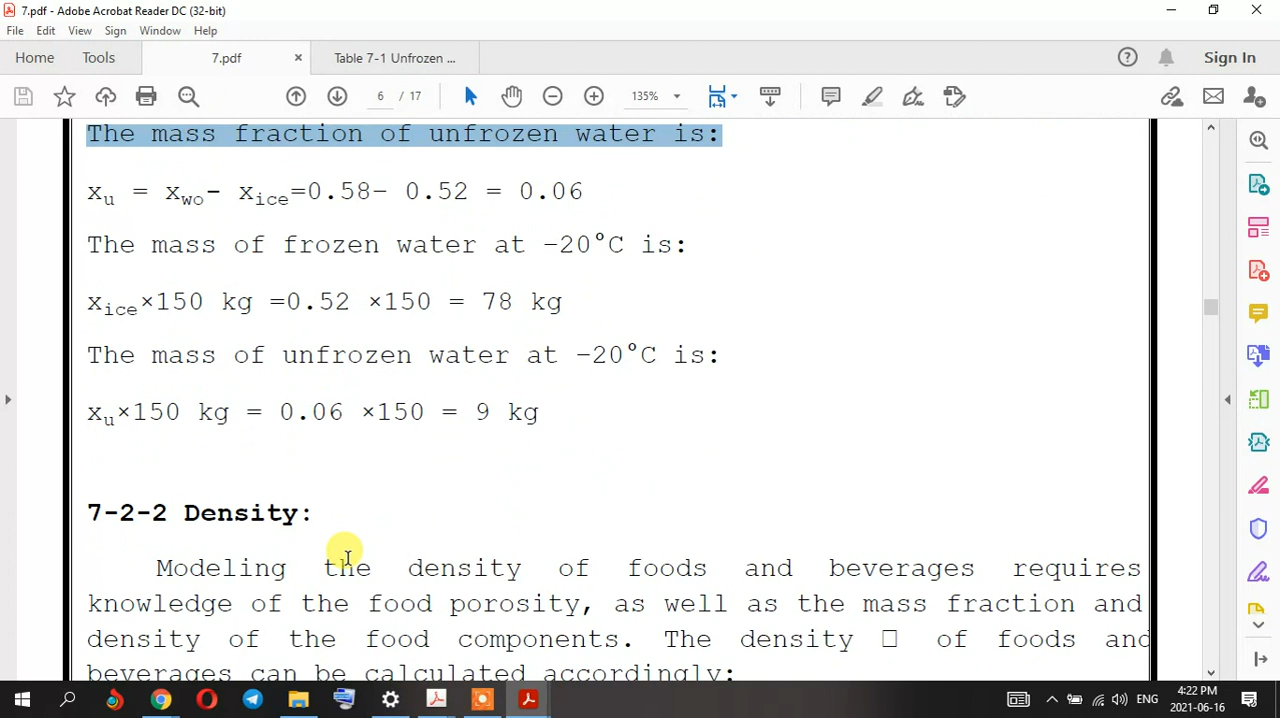 7.pdf - Adobe Acrobat Reader DC (32-bit)
File Edit View Sign Window Help
Home Tools 7.pdf × Table 7-1 Unfrozen ... Sign In
6 / 17 135%
The mass fraction of unfrozen water is:
xu = xwo- xice=0.58− 0.52 = 0.06
The mass of frozen water at −20°C is:
xice×150 kg =0.52 ×150 = 78 kg
The mass of unfrozen water at −20°C is:
xu×150 kg = 0.06 ×150 = 9 kg
7-2-2 Density:
Modeling the density of foods and beverages requires
knowledge of the food porosity, as well as the mass fraction and
density of the food components. The density □ of foods and
beverages can be calculated accordingly:
ENG 4:22 PM
2021-06-16